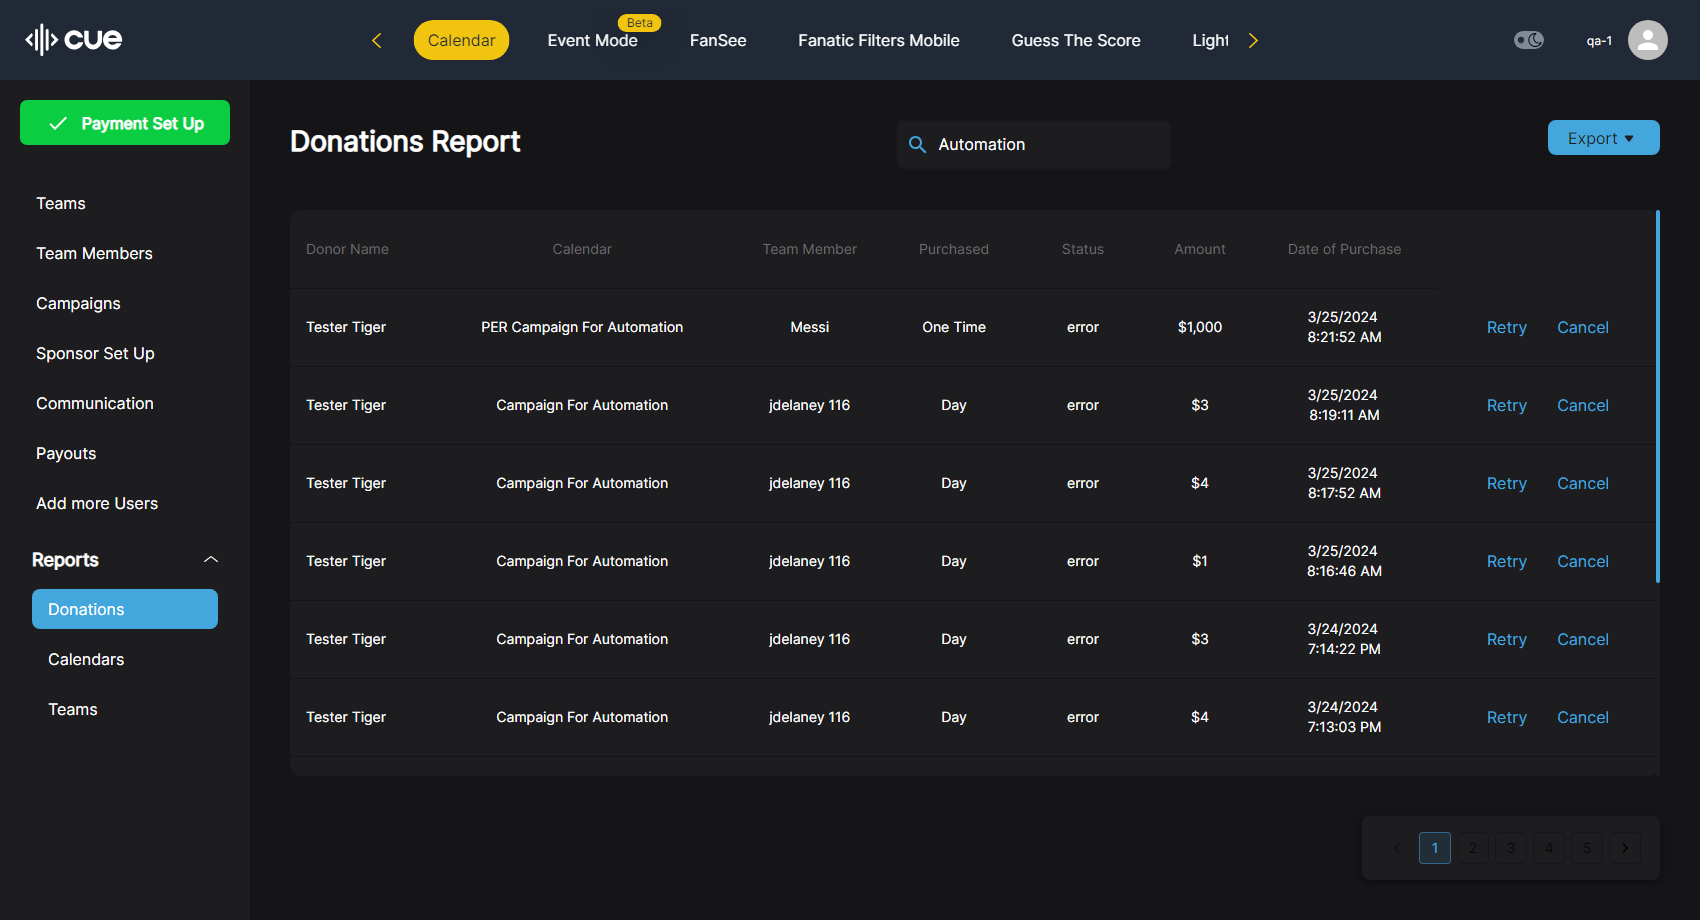 cue
Calendar
Event Mode
Beta
FanSee
Fanatic Filters Mobile
Guess The Score
Light
qa-1
Payment Set Up
Teams
Team Members
Campaigns
Sponsor Set Up
Communication
Payouts
Add more Users
Reports
Donations
Calendars
Teams
Donations Report
Automation
Export
Donor Name Calendar Team Member Purchased Status Amount Date of Purchase
Tester Tiger PER Campaign For Automation Messi One Time error $1,000 3/25/2024 8:21:52 AM Retry Cancel
Tester Tiger Campaign For Automation jdelaney 116 Day error $3 3/25/2024 8:19:11 AM Retry Cancel
Tester Tiger Campaign For Automation jdelaney 116 Day error $4 3/25/2024 8:17:52 AM Retry Cancel
Tester Tiger Campaign For Automation jdelaney 116 Day error $1 3/25/2024 8:16:46 AM Retry Cancel
Tester Tiger Campaign For Automation jdelaney 116 Day error $3 3/24/2024 7:14:22 PM Retry Cancel
Tester Tiger Campaign For Automation jdelaney 116 Day error $4 3/24/2024 7:13:03 PM Retry Cancel
< 1 2 3 4 5 >